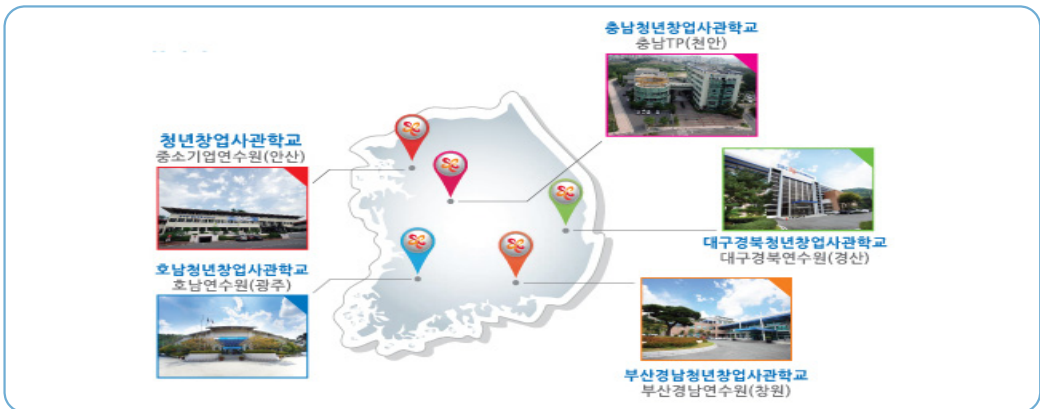 충남청년창업사관학교
충남TP(천안)
청년창업사관학교
중소기업연수원(안산)
대구경북청년창업사관학교
대구경북연수원(경산)
호남청년창업사관학교
호남연수원(광주)
부산경남청년창업사관학교
부산경남연수원(창원)